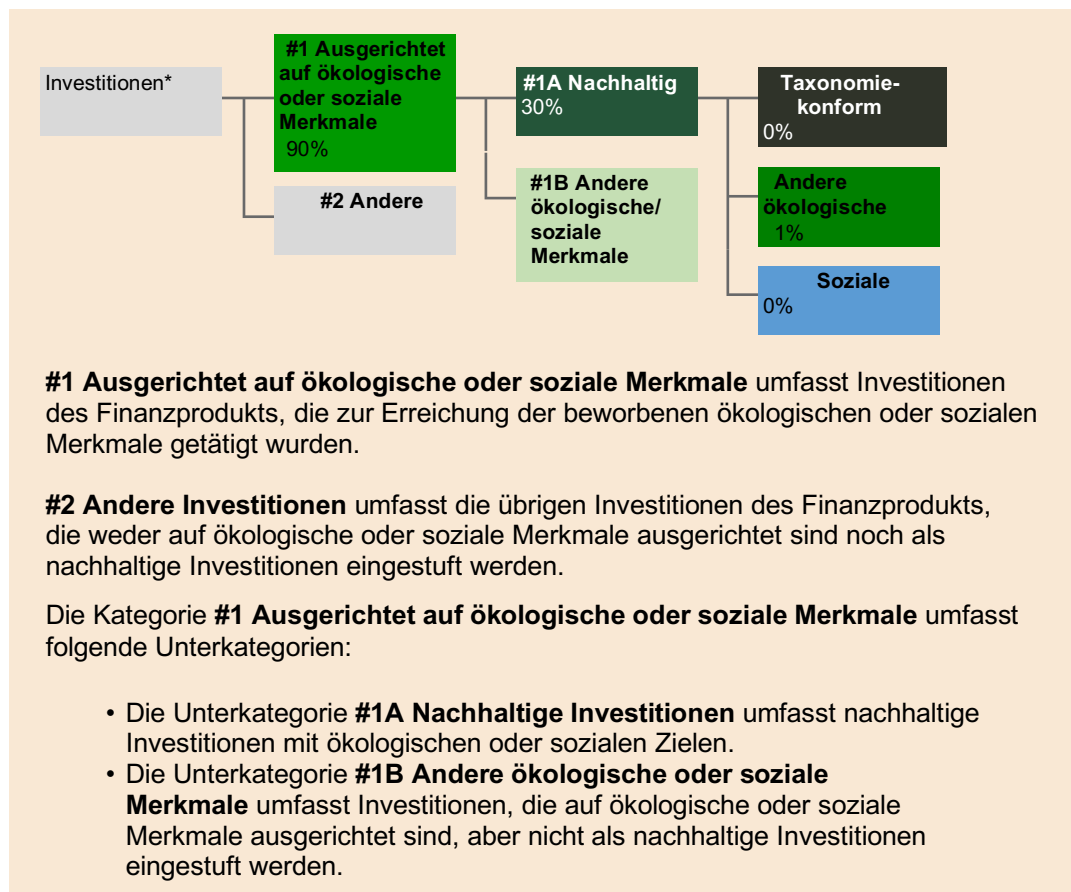 Investitionen*
#1 Ausgerichtet
auf ökologische
oder soziale
Merkmale
90%
#2 Andere
#1A Nachhaltig
30%
#1B Andere
ökologische/
soziale
Merkmale
Taxonomie-
konform
0%
Andere
ökologische
1%
Soziale
0%
#1 Ausgerichtet auf ökologische oder soziale Merkmale umfasst Investitionen
des Finanzprodukts, die zur Erreichung der beworbenen ökologischen oder sozialen
Merkmale getätigt wurden.
#2 Andere Investitionen umfasst die übrigen Investitionen des Finanzprodukts,
die weder auf ökologische oder soziale Merkmale ausgerichtet sind noch als
nachhaltige Investitionen eingestuft werden.
Die Kategorie #1 Ausgerichtet auf ökologische oder soziale Merkmale umfasst
folgende Unterkategorien:
• Die Unterkategorie #1A Nachhaltige Investitionen umfasst nachhaltige
Investitionen mit ökologischen oder sozialen Zielen.
• Die Unterkategorie #1B Andere ökologische oder soziale
Merkmale umfasst Investitionen, die auf ökologische oder soziale
Merkmale ausgerichtet sind, aber nicht als nachhaltige Investitionen
eingestuft werden.